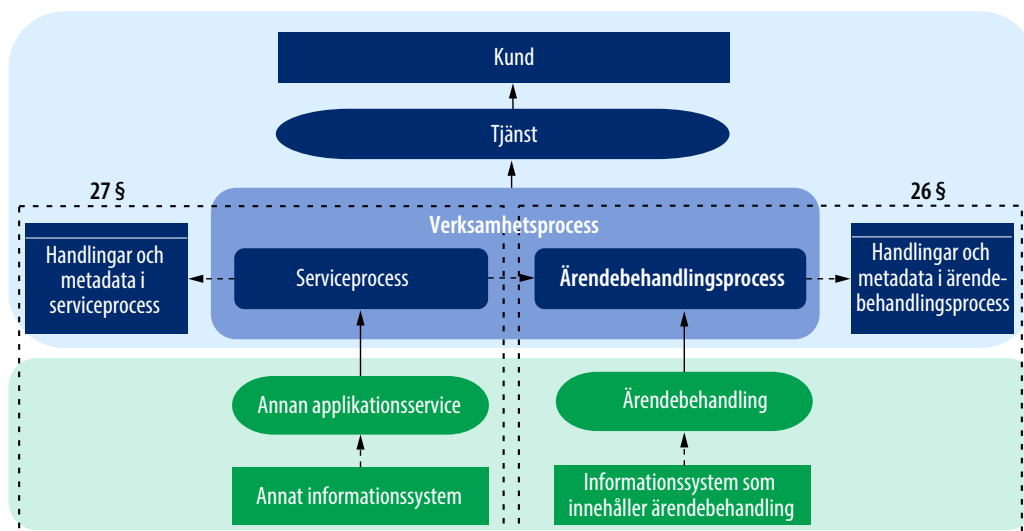 Kund
Tjänst
27 §
26 §
Verksamhetsprocess
Handlingar och
metadata i
serviceprocess
Serviceprocess
Ärendebehandlingsprocess
Handlingar och
metadata i ärende-
behandlingsprocess
Annan applikationsservice
Ärendebehandling
Annat informationssystem
Informationssystem som
innehåller ärendebehandling